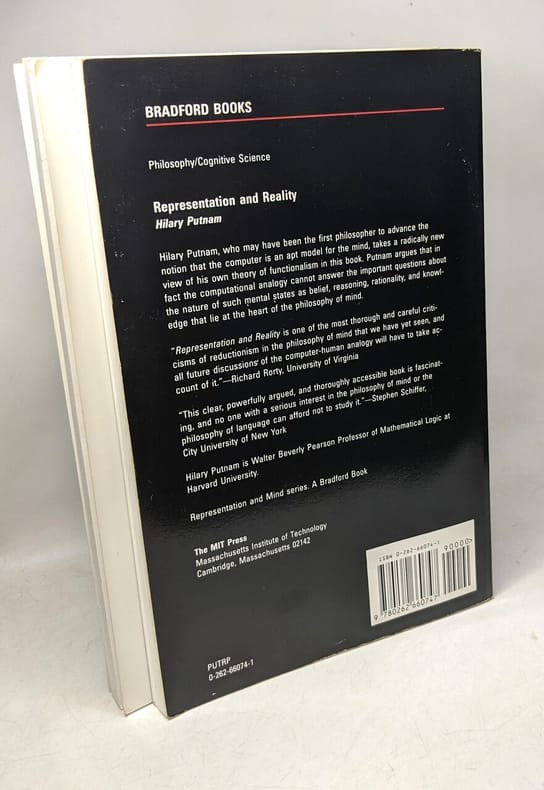 BRADFORD BOOKS
Philosophy/Cognitive Science
Representation and Reality
Hilary Putnam
Hilary Putnam, who may have been the first philosopher to advance the
notion that the computer is an apt model for the mind, takes a radically new
view of his own theory of functionalism in this book. Putnam argues that in
fact the computational analogy cannot answer the important questions about
the nature of such mental states as belief, reasoning, rationality, and knowl-
edge that lie at the heart of the philosophy of mind.
"Representation and Reality is one of the most thorough and careful criti-
cisms of reductionism in the philosophy of mind that we have yet seen, and
all future discussions of the computer-human analogy will have to take ac-
count of it."—Richard Rorty, University of Virginia
"This clear, powerfully argued, and thoroughly accessible book is fascinat-
ing, and no one with a serious interest in the philosophy of mind or the
philosophy of language can afford not to study it."—Stephen Schiffer,
City University of New York
Hilary Putnam is Walter Beverly Pearson Professor of Mathematical Logic at
Harvard University.
Representation and Mind series. A Bradford Book
The MIT Press
Massachusetts Institute of Technology
Cambridge, Massachusetts 02142
ISBN 0-262-66074-1
90000>
9 780262 660747
PUTRP
0-262-66074-1